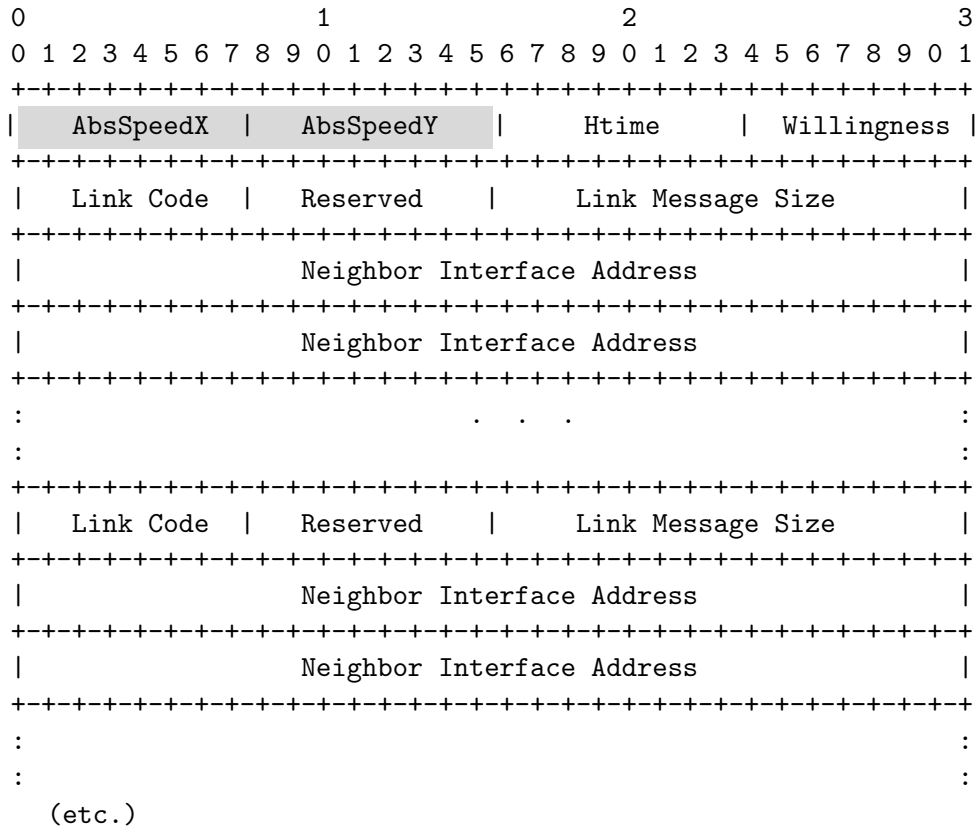 0                   1                   2                   3
0 1 2 3 4 5 6 7 8 9 0 1 2 3 4 5 6 7 8 9 0 1 2 3 4 5 6 7 8 9 0 1
+-+-+-+-+-+-+-+-+-+-+-+-+-+-+-+-+-+-+-+-+-+-+-+-+-+-+-+-+-+-+-+
|   AbsSpeedX  |   AbsSpeedY   |     Htime     |  Willingness |
+-+-+-+-+-+-+-+-+-+-+-+-+-+-+-+-+-+-+-+-+-+-+-+-+-+-+-+-+-+-+-+
|   Link Code  |   Reserved    |     Link Message Size        |
+-+-+-+-+-+-+-+-+-+-+-+-+-+-+-+-+-+-+-+-+-+-+-+-+-+-+-+-+-+-+-+
|                  Neighbor Interface Address                 |
+-+-+-+-+-+-+-+-+-+-+-+-+-+-+-+-+-+-+-+-+-+-+-+-+-+-+-+-+-+-+-+
|                  Neighbor Interface Address                 |
+-+-+-+-+-+-+-+-+-+-+-+-+-+-+-+-+-+-+-+-+-+-+-+-+-+-+-+-+-+-+-+
:                             .  .  .                         :
:                                                             :
+-+-+-+-+-+-+-+-+-+-+-+-+-+-+-+-+-+-+-+-+-+-+-+-+-+-+-+-+-+-+-+
|   Link Code  |   Reserved    |     Link Message Size        |
+-+-+-+-+-+-+-+-+-+-+-+-+-+-+-+-+-+-+-+-+-+-+-+-+-+-+-+-+-+-+-+
|                  Neighbor Interface Address                 |
+-+-+-+-+-+-+-+-+-+-+-+-+-+-+-+-+-+-+-+-+-+-+-+-+-+-+-+-+-+-+-+
|                  Neighbor Interface Address                 |
+-+-+-+-+-+-+-+-+-+-+-+-+-+-+-+-+-+-+-+-+-+-+-+-+-+-+-+-+-+-+-+
:                                                             :
:                                                             :
(etc.)